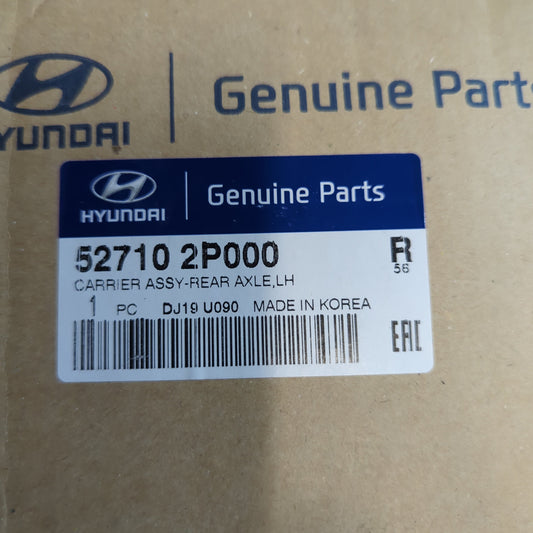 HYUNDAI Genuine Parts
HYUNDAI Genuine Parts
52710 2P000 R
56
CARRIER ASSY-REAR AXLE,LH
1 PC DJ19 U090 MADE IN KOREA
EAC